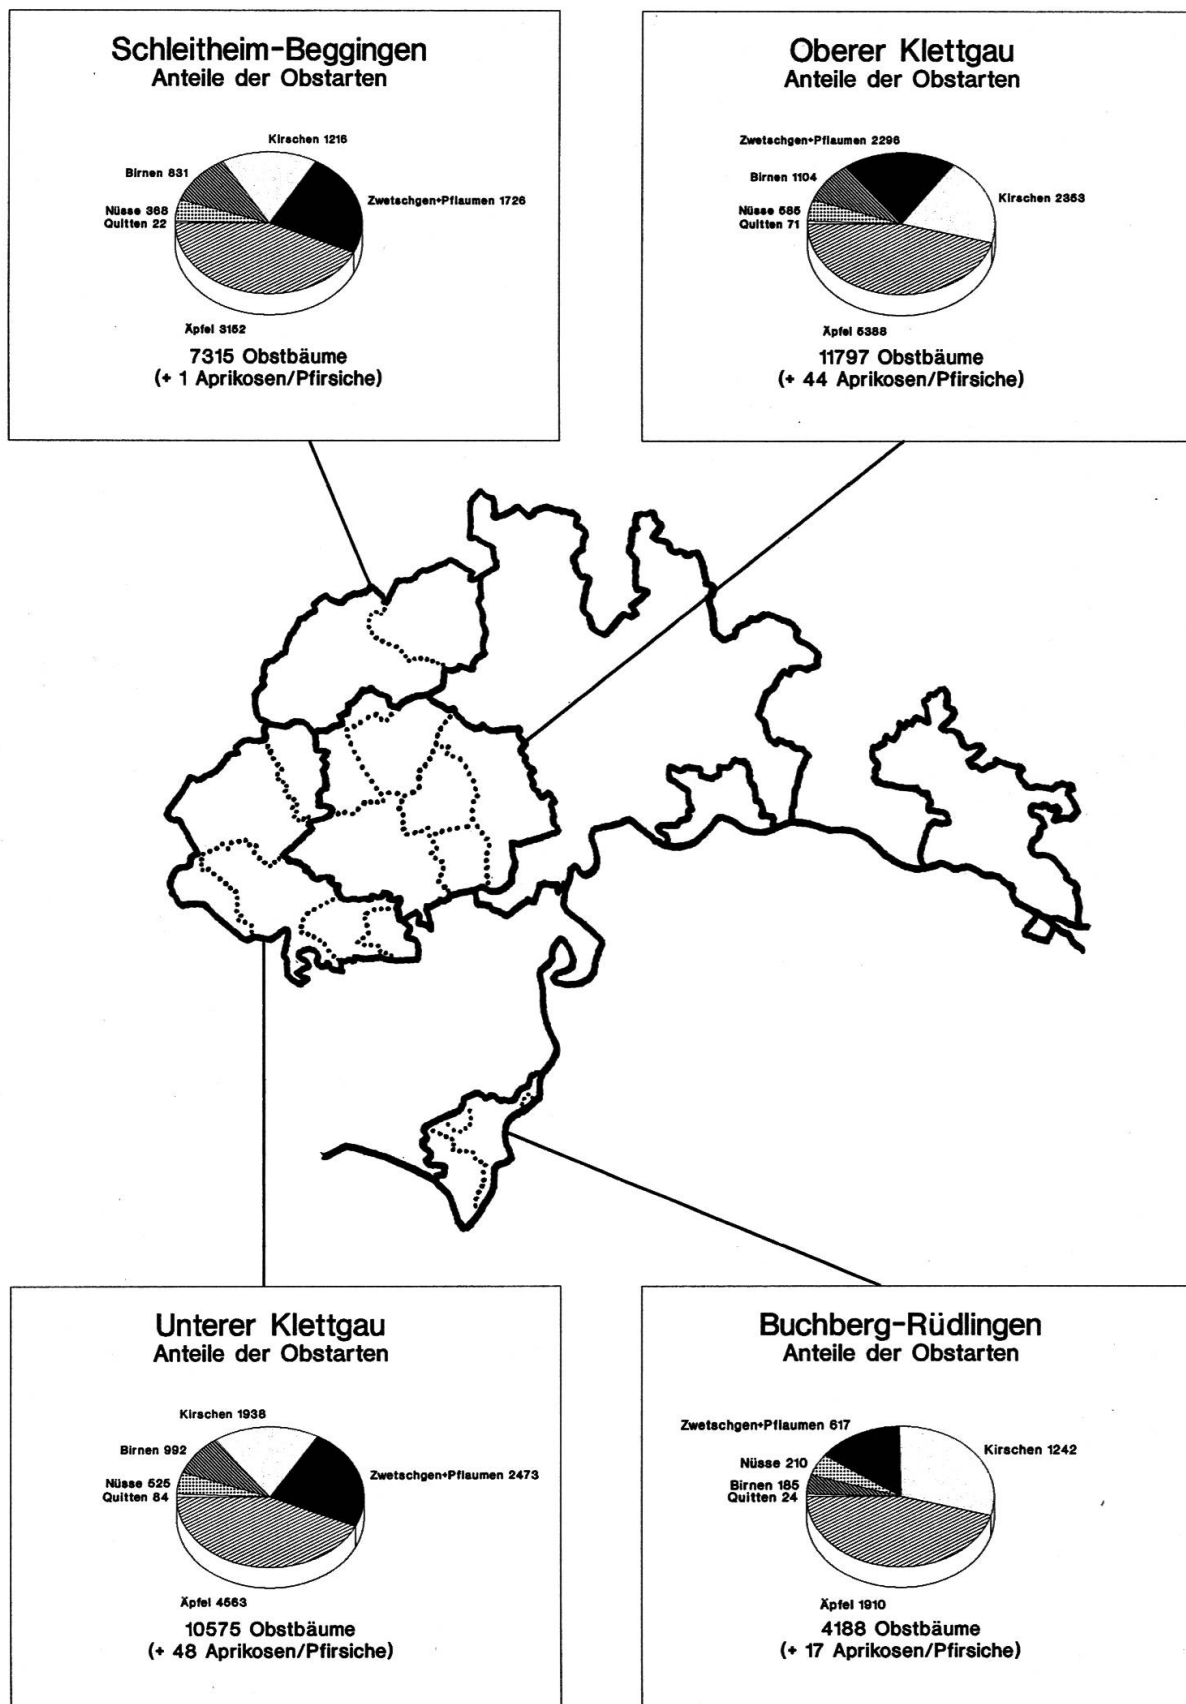 Schleitheim-Beggingen
Anteile der Obstarten
Kirschen 1216
Birnen 831
Zwetschgen+Pflaumen 1726
Nüsse 368
Quitten 22
Äpfel 3152
7315 Obstbäume
(+ 1 Aprikosen/Pfirsiche)
Oberer Klettgau
Anteile der Obstarten
Zwetschgen+Pflaumen 2296
Birnen 1104
Kirschen 2353
Nüsse 585
Quitten 71
Äpfel 5388
11797 Obstbäume
(+ 44 Aprikosen/Pfirsiche)
Unterer Klettgau
Anteile der Obstarten
Kirschen 1938
Birnen 992
Zwetschgen+Pflaumen 2473
Nüsse 525
Quitten 84
Äpfel 4563
10575 Obstbäume
(+ 48 Aprikosen/Pfirsiche)
Buchberg-Rüdlingen
Anteile der Obstarten
Zwetschgen+Pflaumen 617
Kirschen 1242
Nüsse 210
Birnen 185
Quitten 24
Äpfel 1910
4188 Obstbäume
(+ 17 Aprikosen/Pfirsiche)